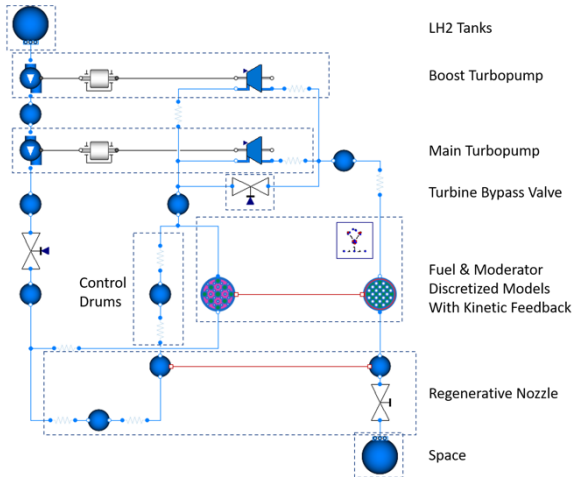 LH2 Tanks
Boost Turbopump
Main Turbopump
Turbine Bypass Valve
Control
Drums
Fuel & Moderator
Discretized Models
With Kinetic Feedback
Regenerative Nozzle
Space